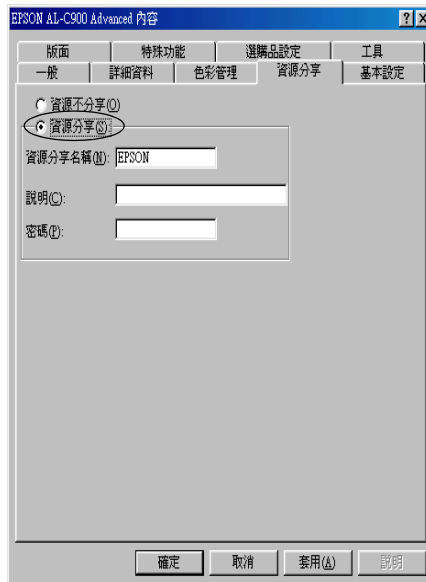 EPSON AL-C900 Advanced 內容
版面 特殊功能 選購品設定 工具
一般 詳細資料 色彩管理 資源分享 基本設定
資源不分享(O)
資源分享(S)
資源分享名稱(N): EPSON
說明(C):
密碼(P):
確定 取消 套用(A) 說明